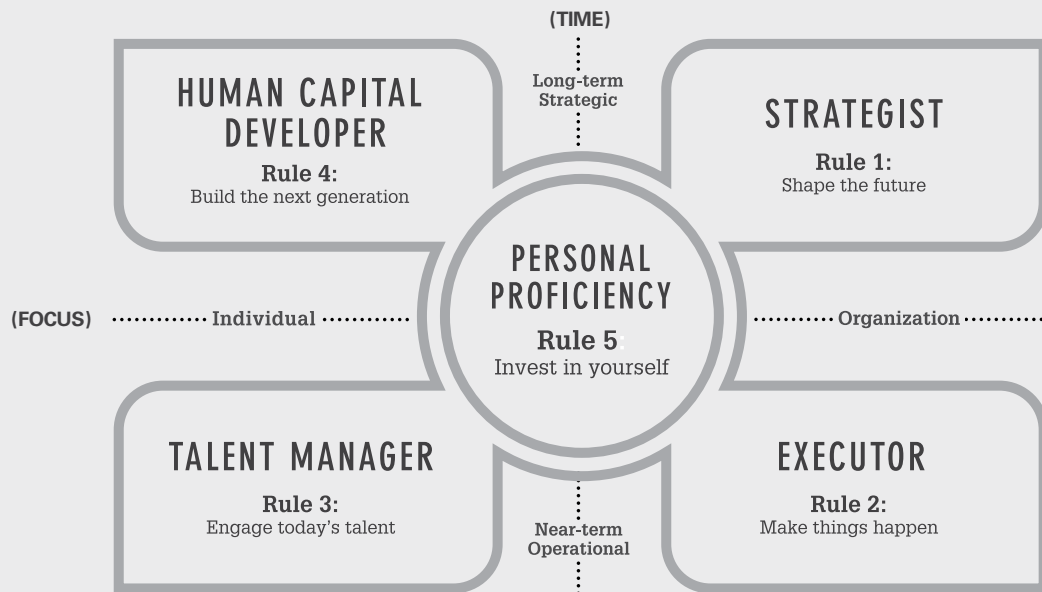 (TIME)
Long-term
Strategic
HUMAN CAPITAL
DEVELOPER
Rule 4:
Build the next generation
STRATEGIST
Rule 1:
Shape the future
PERSONAL
PROFICIENCY
Rule 5:
Invest in yourself
(FOCUS)
Individual
Organization
TALENT MANAGER
Rule 3:
Engage today's talent
EXECUTOR
Rule 2:
Make things happen
Near-term
Operational